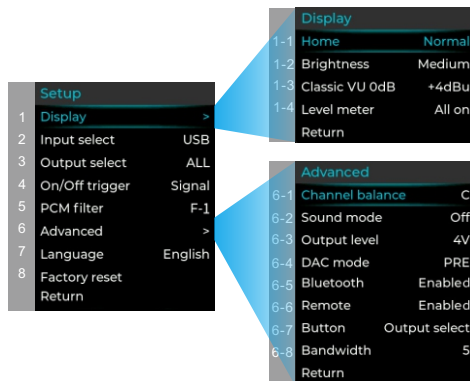 Setup
1 Display >
2 Input select USB
3 Output select ALL
4 On/Off trigger Signal
5 PCM filter F-1
6 Advanced >
7 Language English
8 Factory reset
Return
Display
1-1 Home Normal
1-2 Brightness Medium
1-3 Classic VU 0dB +4dBu
1-4 Level meter All on
Return
Advanced
6-1 Channel balance C
6-2 Sound mode Off
6-3 Output level 4V
6-4 DAC mode PRE
6-5 Bluetooth Enabled
6-6 Remote Enabled
6-7 Button Output select
6-8 Bandwidth 5
Return